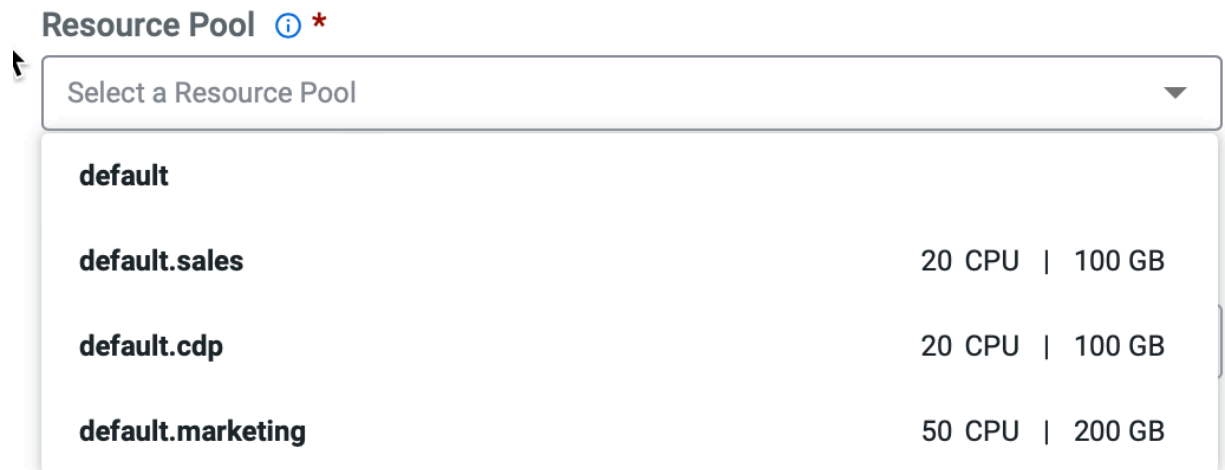 Resource Pool *
Select a Resource Pool
default
default.sales 20 CPU | 100 GB
default.cdp 20 CPU | 100 GB
default.marketing 50 CPU | 200 GB